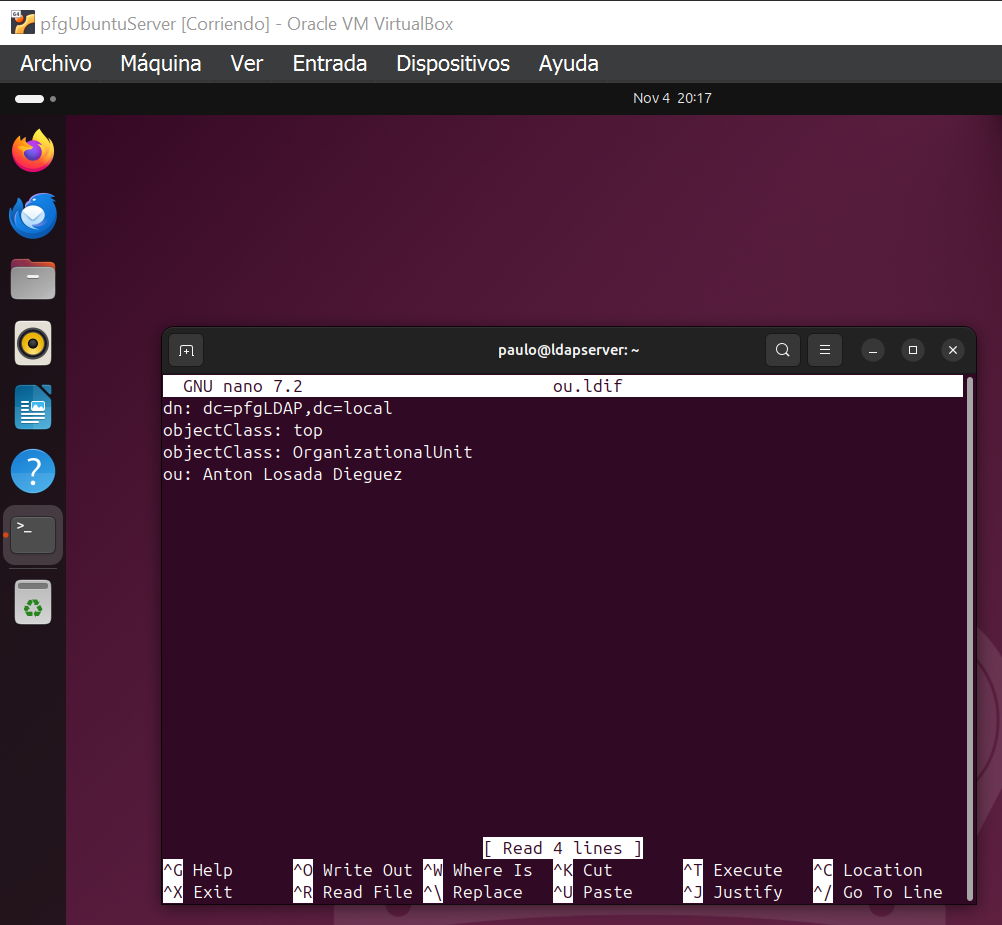 pfgUbuntuServer [Corriendo] - Oracle VM VirtualBox
Archivo Máquina Ver Entrada Dispositivos Ayuda
Nov 4 20:17
paulo@ldapserver: ~
GNU nano 7.2 ou.ldif
dn: dc=pfgLDAP,dc=local
objectClass: top
objectClass: OrganizationalUnit
ou: Anton Losada Dieguez
[ Read 4 lines ]
^G Help ^O Write Out ^W Where Is ^K Cut ^T Execute ^C Location
^X Exit ^R Read File ^\ Replace ^U Paste ^J Justify ^/ Go To Line